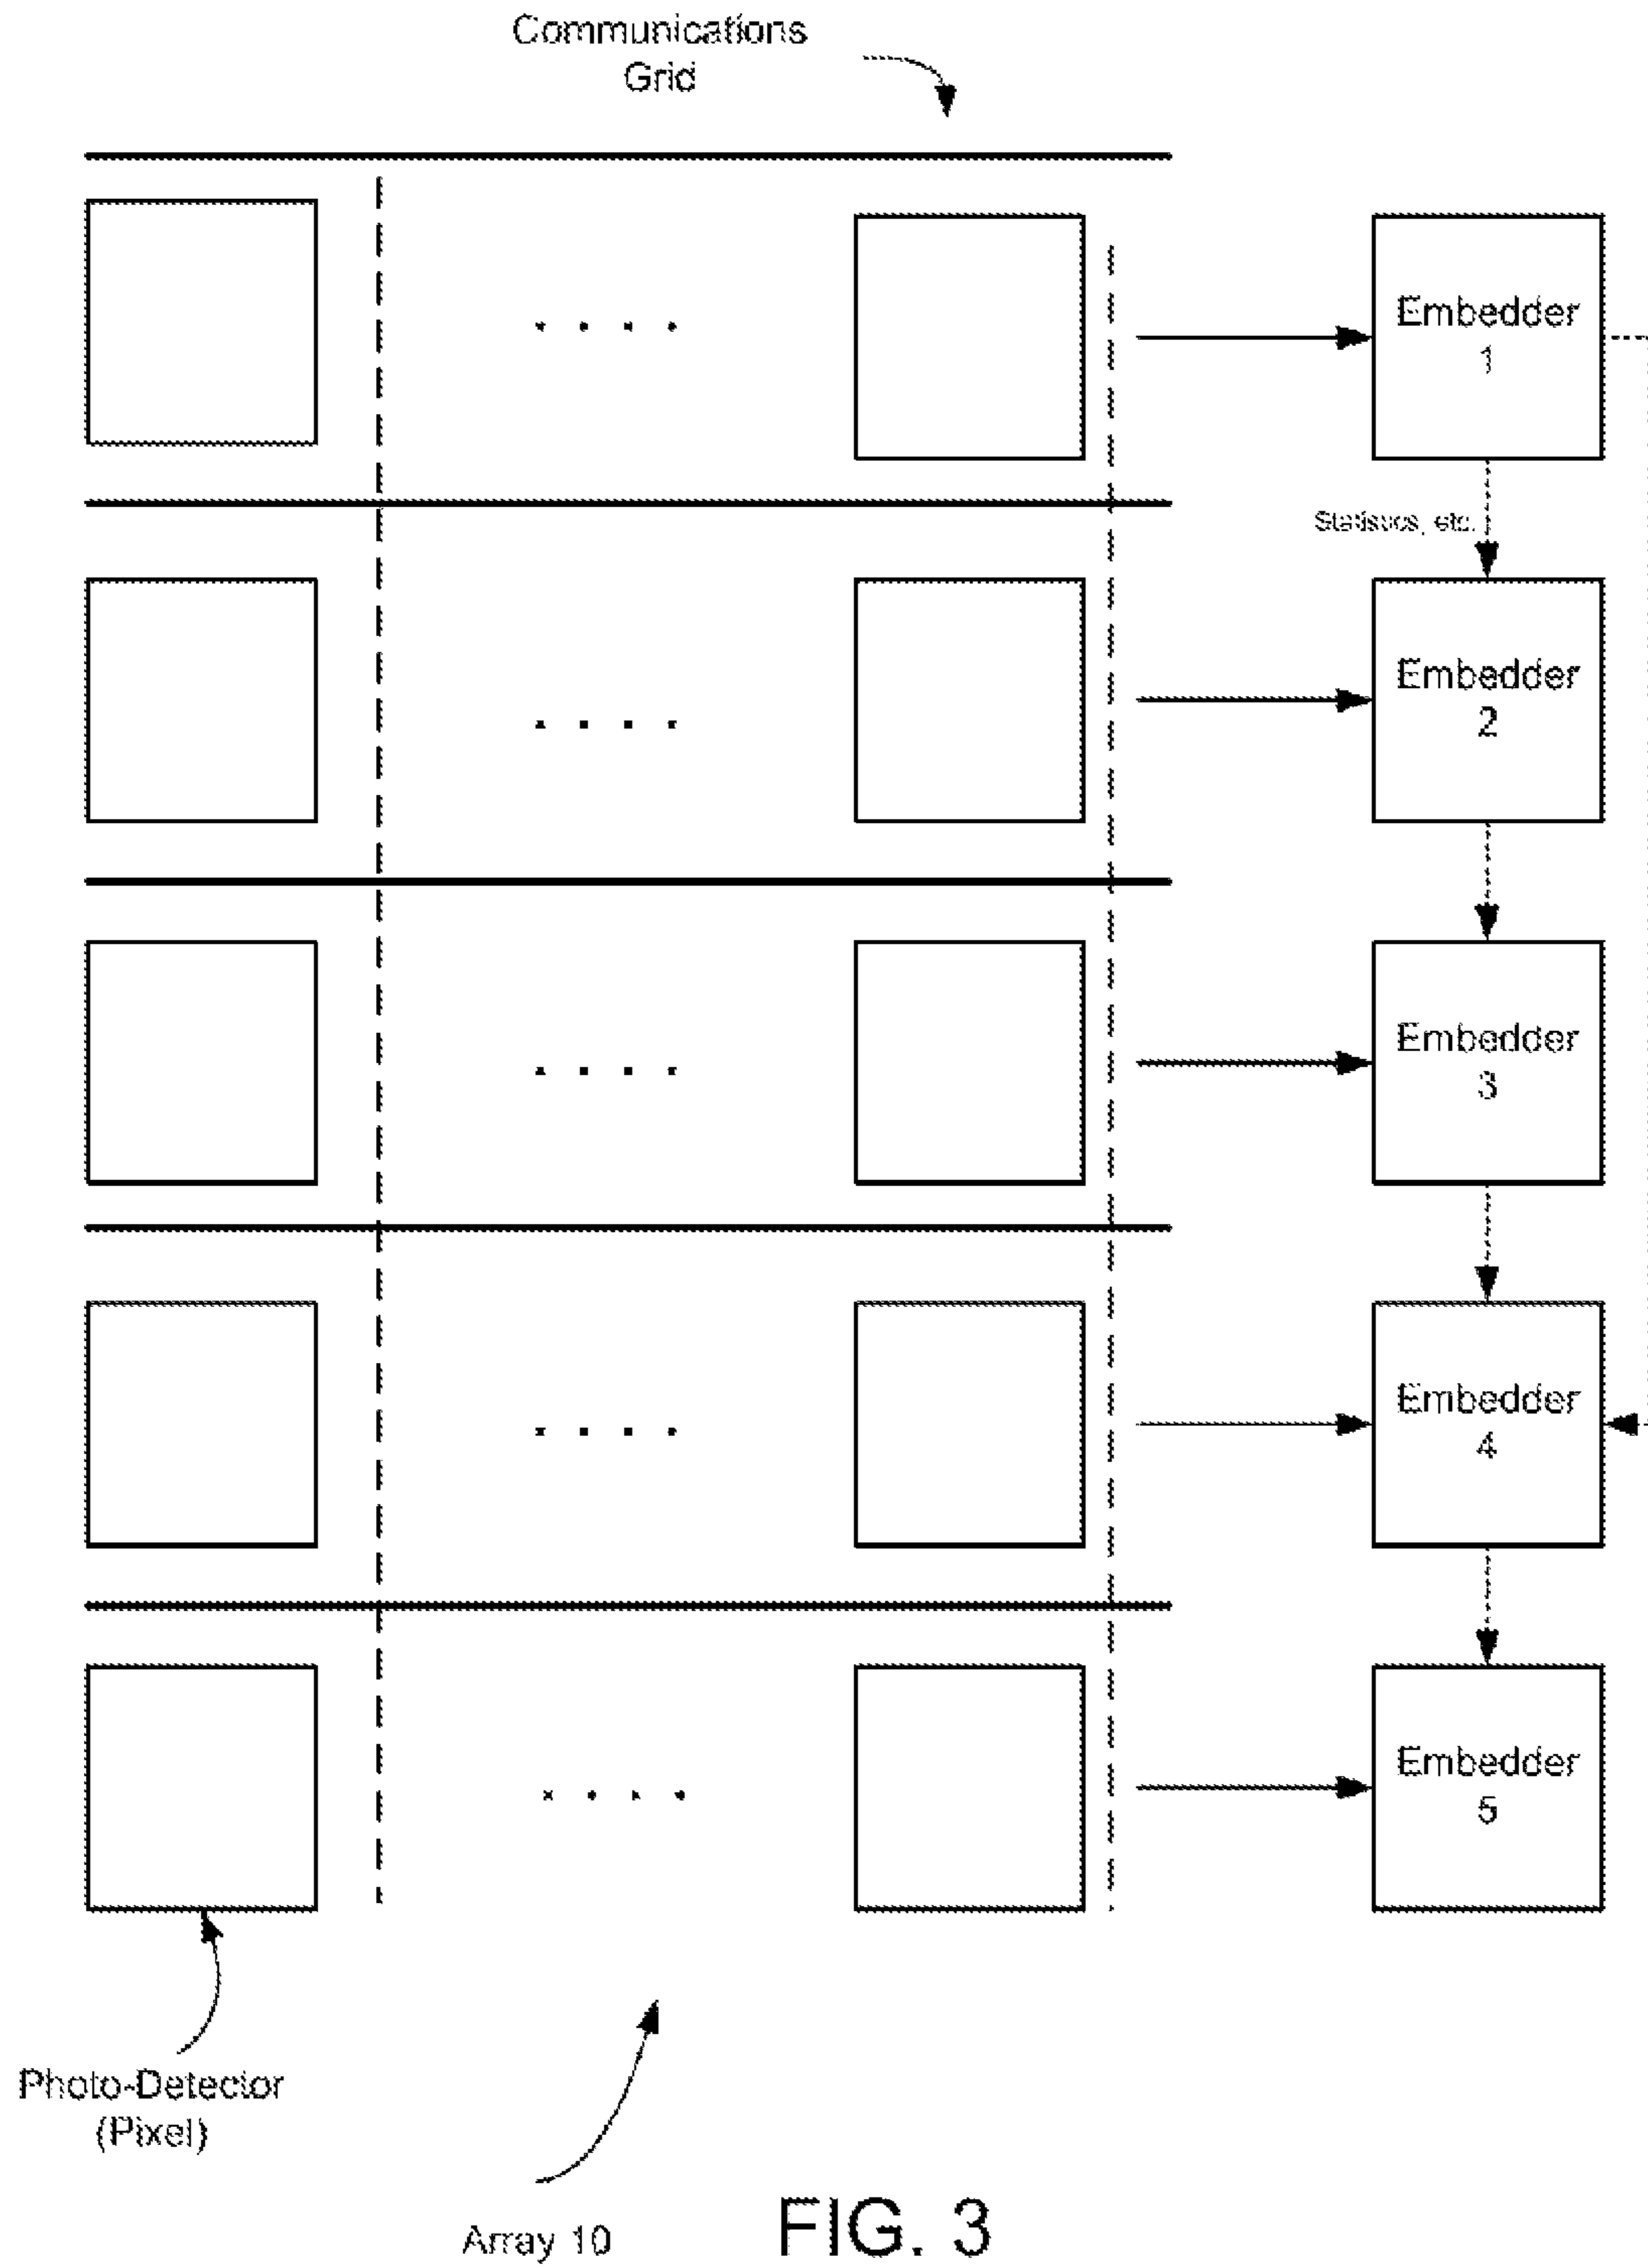 Communications
Grid
Embedder
1
Statistics, etc.
Embedder
2
Embedder
3
Embedder
4
Embedder
5
Photo-Detector
(Pixel)
Array 10
FIG. 3